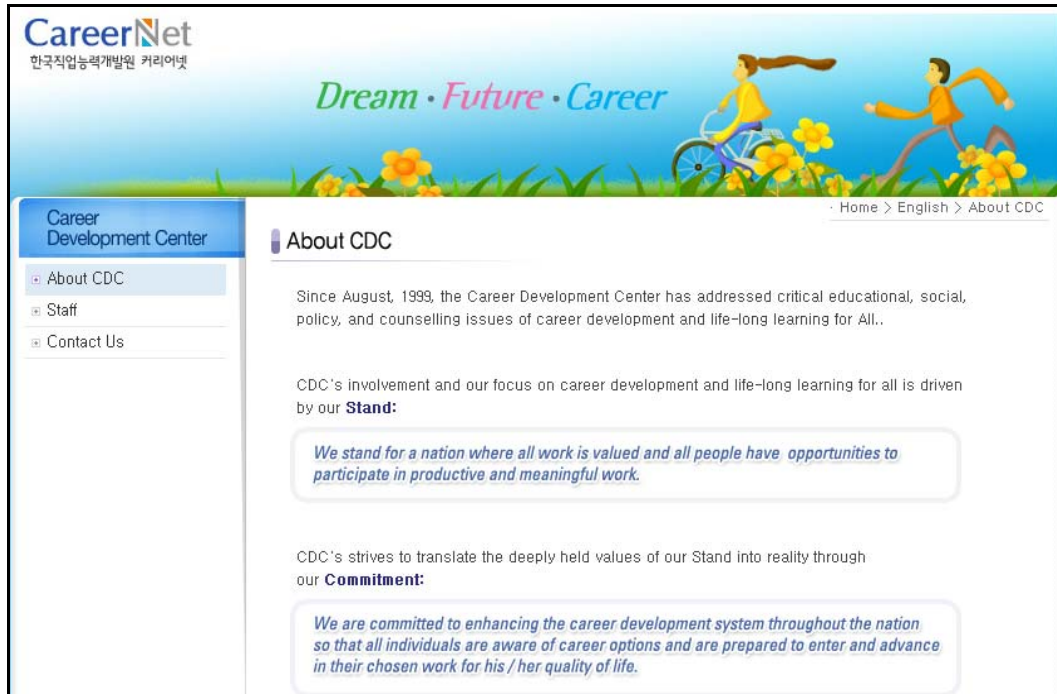 CareerNet
한국직업능력개발원 커리어넷
Dream · Future · Career
· Home > English > About CDC
Career
Development Center
About CDC
Staff
Contact Us
About CDC
Since August, 1999, the Career Development Center has addressed critical educational, social,
policy, and counselling issues of career development and life-long learning for All..
CDC's involvement and our focus on career development and life-long learning for all is driven
by our Stand:
We stand for a nation where all work is valued and all people have opportunities to
participate in productive and meaningful work.
CDC's strives to translate the deeply held values of our Stand into reality through
our Commitment:
We are committed to enhancing the career development system throughout the nation
so that all individuals are aware of career options and are prepared to enter and advance
in their chosen work for his / her quality of life.